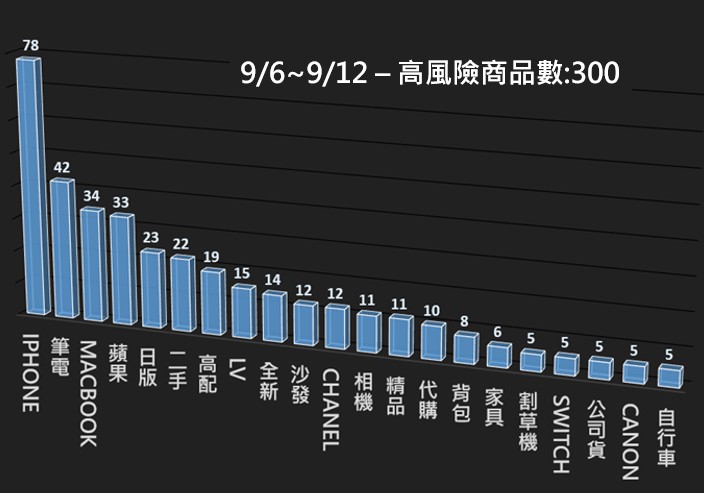 9/6~9/12 – 高風險商品數:300
78
42
34
33
23
22
19
15
14
12
12
11
11
10
8
6
5
5
5
5
5
IPHONE
筆電
MACBOOK
蘋果
日版
二手
高配
LV
全新
沙發
CHANEL
相機
精品
代購
背包
家具
割草機
SWITCH
公司貨
CANON
自行車